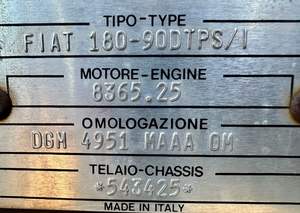 TIPO-TYPE
FIAT 180-90DTPS/1
MOTORE-ENGINE
8365.25
OMOLOGAZIONE
DGM 4951 MAAA OM
TELAIO-CHASSIS
*543425*
MADE IN ITALY